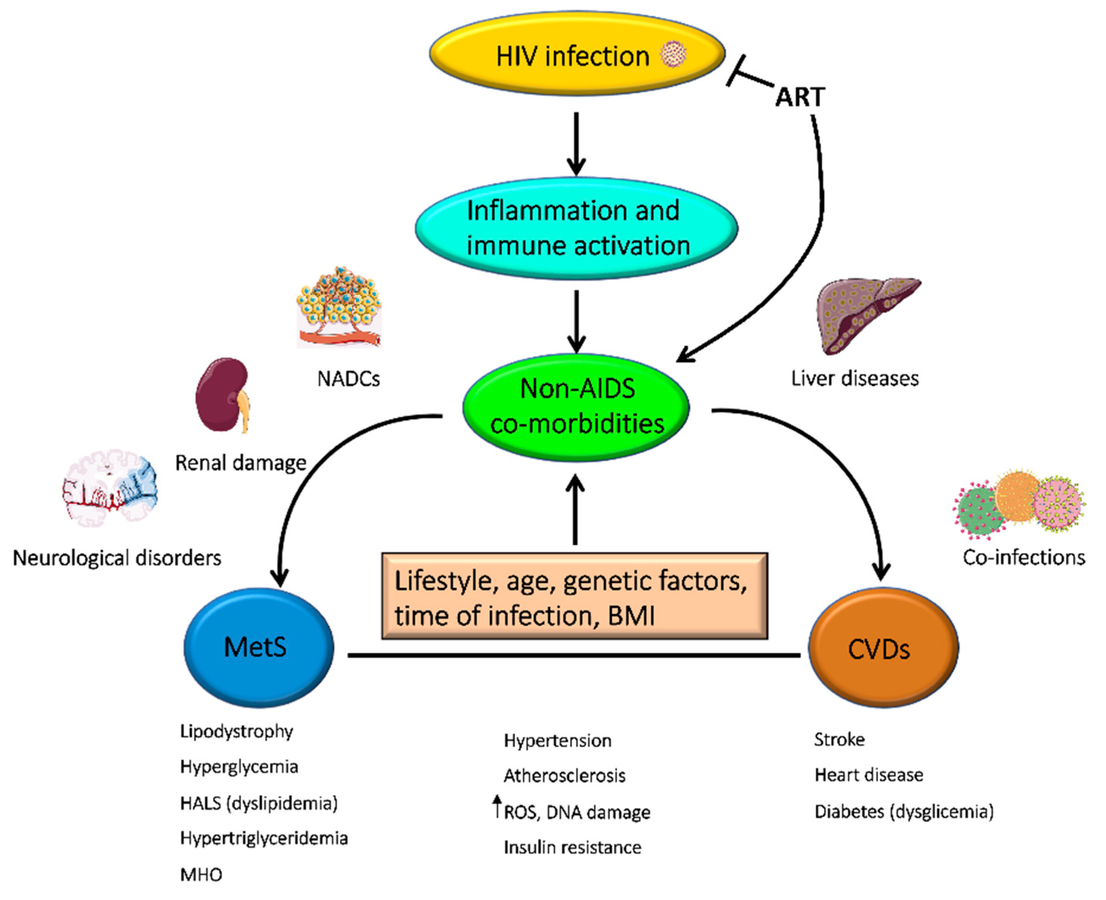 HIV infection
ART
Inflammation and
immune activation
NADCs
Liver diseases
Non-AIDS
co-morbidities
Renal damage
Neurological disorders
Co-infections
Lifestyle, age, genetic factors,
time of infection, BMI
MetS
CVDs
Lipodystrophy
Hyperglycemia
HALS (dyslipidemia)
Hypertriglyceridemia
MHO
Hypertension
Atherosclerosis
ROS, DNA damage
Insulin resistance
Stroke
Heart disease
Diabetes (dysglicemia)